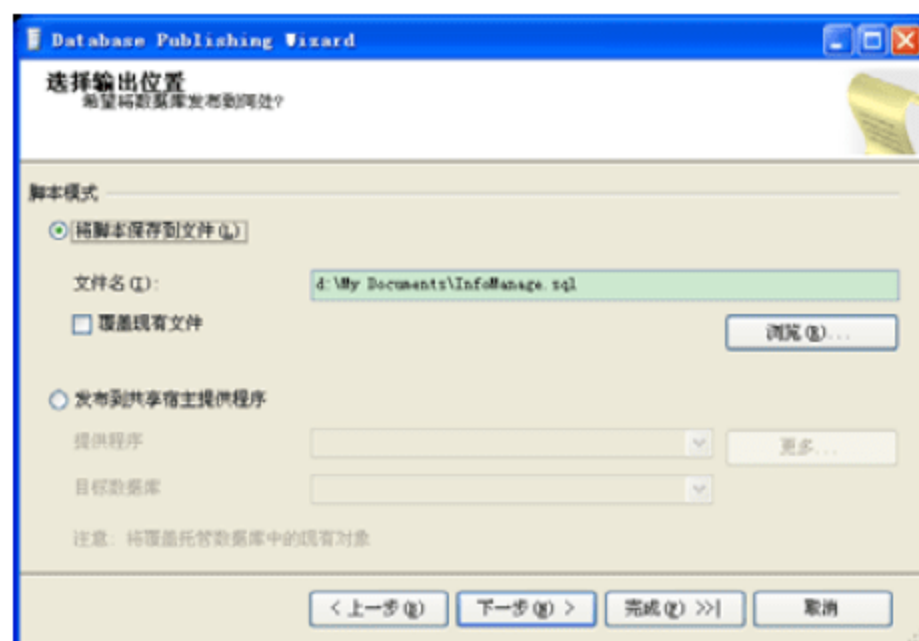 Database Publishing Wizard
选择输出位置
希望将数据库发布到何处?
脚本模式
将脚本保存到文件(L)
文件名(I):
d:\My Documents\InfoManage.sql
覆盖现有文件
浏览(R)...
发布到共享宿主提供程序
提供程序
更多...
目标数据库
注意: 将覆盖托管数据库中的现有对象
< 上一步(B)
下一步(N) >
完成(F) >>|
取消